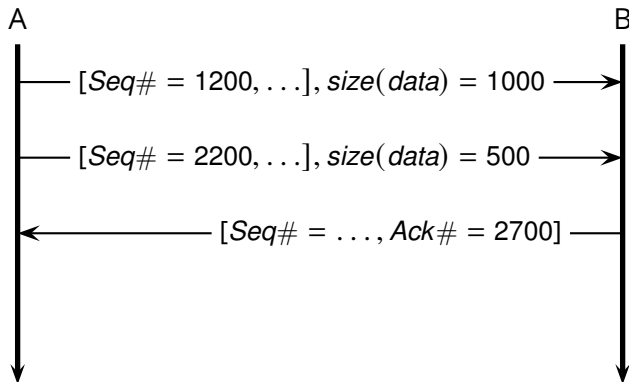 A B
[Seq# = 1200, …], size(data) = 1000
[Seq# = 2200, …], size(data) = 500
[Seq# = …, Ack# = 2700]